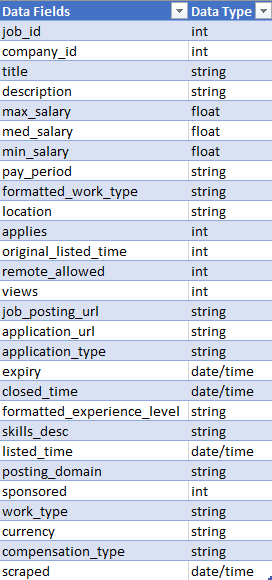 Data Fields Data Type
job_id int
company_id int
title string
description string
max_salary float
med_salary float
min_salary float
pay_period string
formatted_work_type string
location string
applies int
original_listed_time int
remote_allowed int
views int
job_posting_url string
application_url string
application_type string
expiry date/time
closed_time date/time
formatted_experience_level string
skills_desc string
listed_time date/time
posting_domain string
sponsored int
work_type string
currency string
compensation_type string
scraped date/time